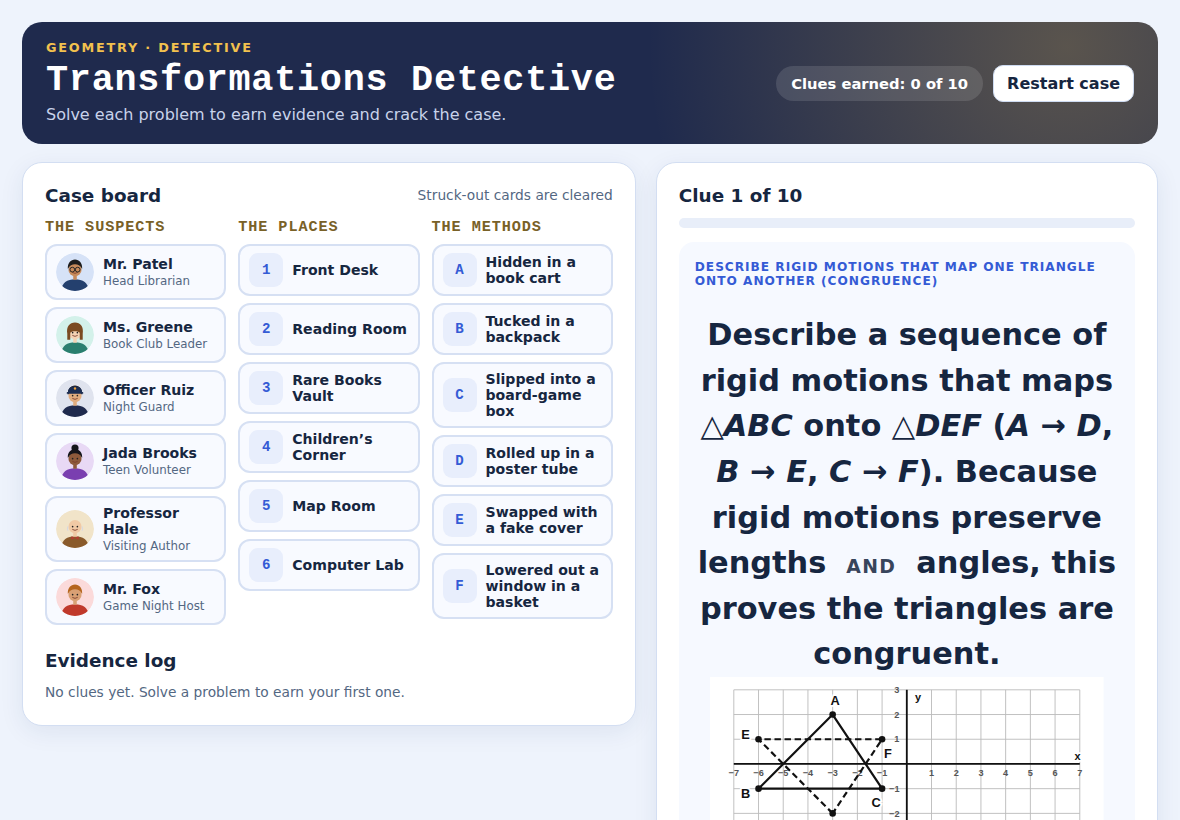 GEOMETRY · DETECTIVE
Transformations Detective
Solve each problem to earn evidence and crack the case.
Clues earned: 0 of 10
Restart case
Case board
Struck-out cards are cleared
THE SUSPECTS
Mr. Patel
Head Librarian
Ms. Greene
Book Club Leader
Officer Ruiz
Night Guard
Jada Brooks
Teen Volunteer
Professor
Hale
Visiting Author
Mr. Fox
Game Night Host
THE PLACES
1 Front Desk
2 Reading Room
3 Rare Books
Vault
4 Children’s
Corner
5 Map Room
6 Computer Lab
THE METHODS
A Hidden in a
book cart
B Tucked in a
backpack
C Slipped into a
board-game
box
D Rolled up in a
poster tube
E Swapped with
a fake cover
F Lowered out a
window in a
basket
Evidence log
No clues yet. Solve a problem to earn your first one.
Clue 1 of 10
DESCRIBE RIGID MOTIONS THAT MAP ONE TRIANGLE
ONTO ANOTHER (CONGRUENCE)
Describe a sequence of
rigid motions that maps
△ABC onto △DEF (A → D,
B → E, C → F). Because
rigid motions preserve
lengths AND angles, this
proves the triangles are
congruent.
3 y
A
2
E 1
F
x
−7 −6 −5 −4 −3 −2 −1 1 2 3 4 5 6 7
B −1
C
−2